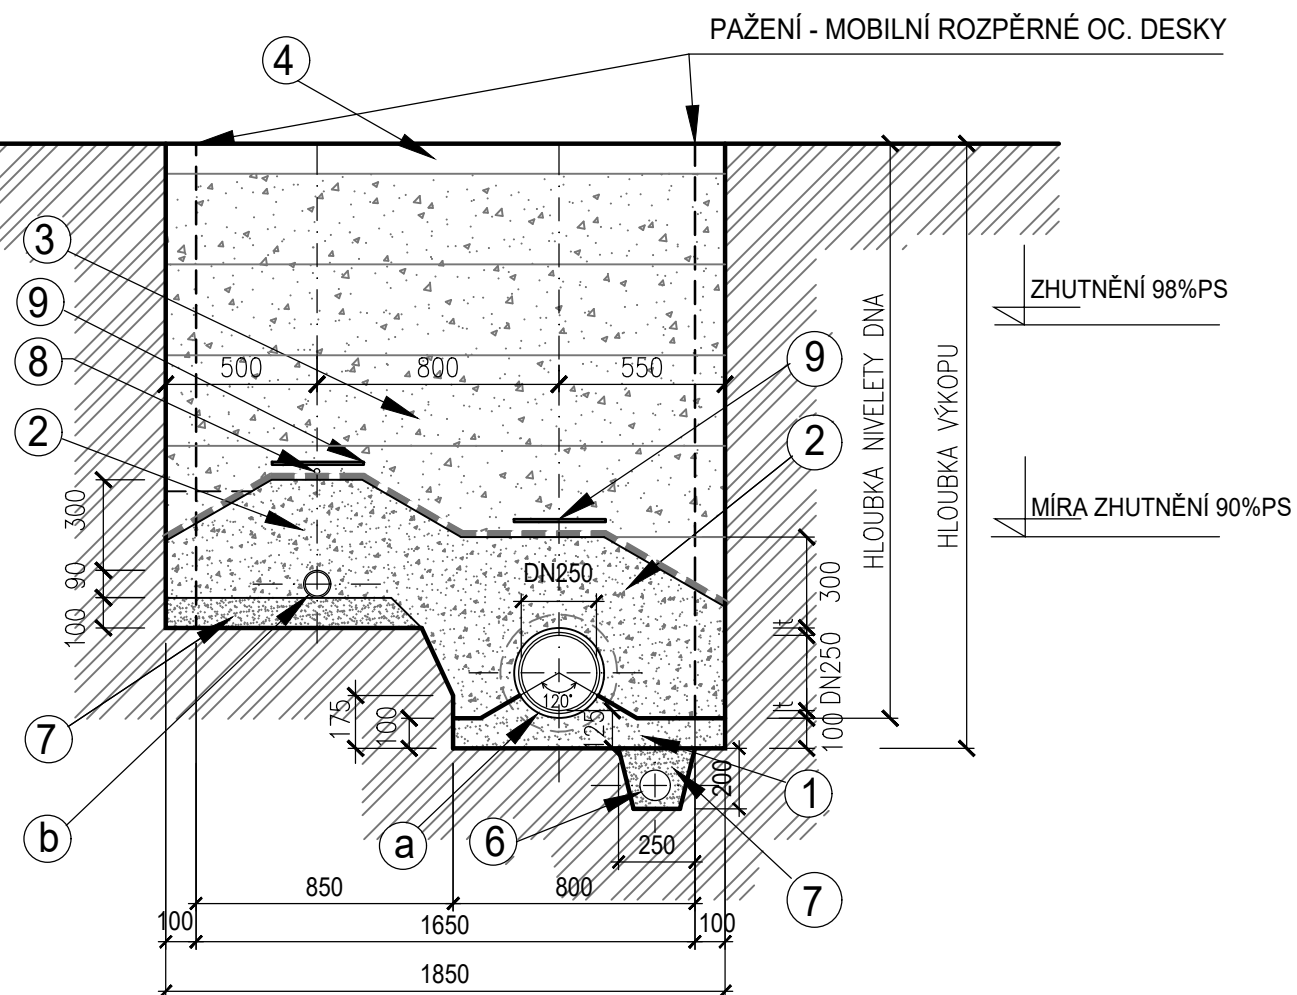 PAŽENÍ - MOBILNÍ ROZPĚRNÉ OC. DESKY
4
3
9
8
2
500
800
550
9
2
ZHUTNĚNÍ 98%PS
MÍRA ZHUTNĚNÍ 90%PS
HLOUBKA NIVELETY DNA
HLOUBKA VÝKOPU
300
90
100
DN250
300
t
DN250
t
100
120°
125
175
100
200
7
b
a
6
1
7
250
850
800
100
1650
100
1850